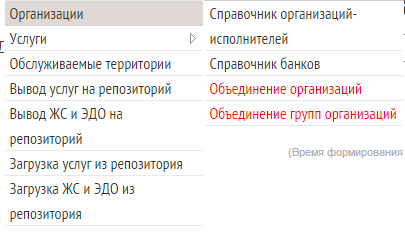 Организации
Услуги
Обслуживаемые территории
Вывод услуг на репозиторий
Вывод ЖС и ЭДО на
репозиторий
Загрузка услуг из репозитория
Загрузка ЖС и ЭДО из
репозитория
Справочник организаций-
исполнителей
Справочник банков
Объединение организаций
Объединение групп организаций
(Время формирования